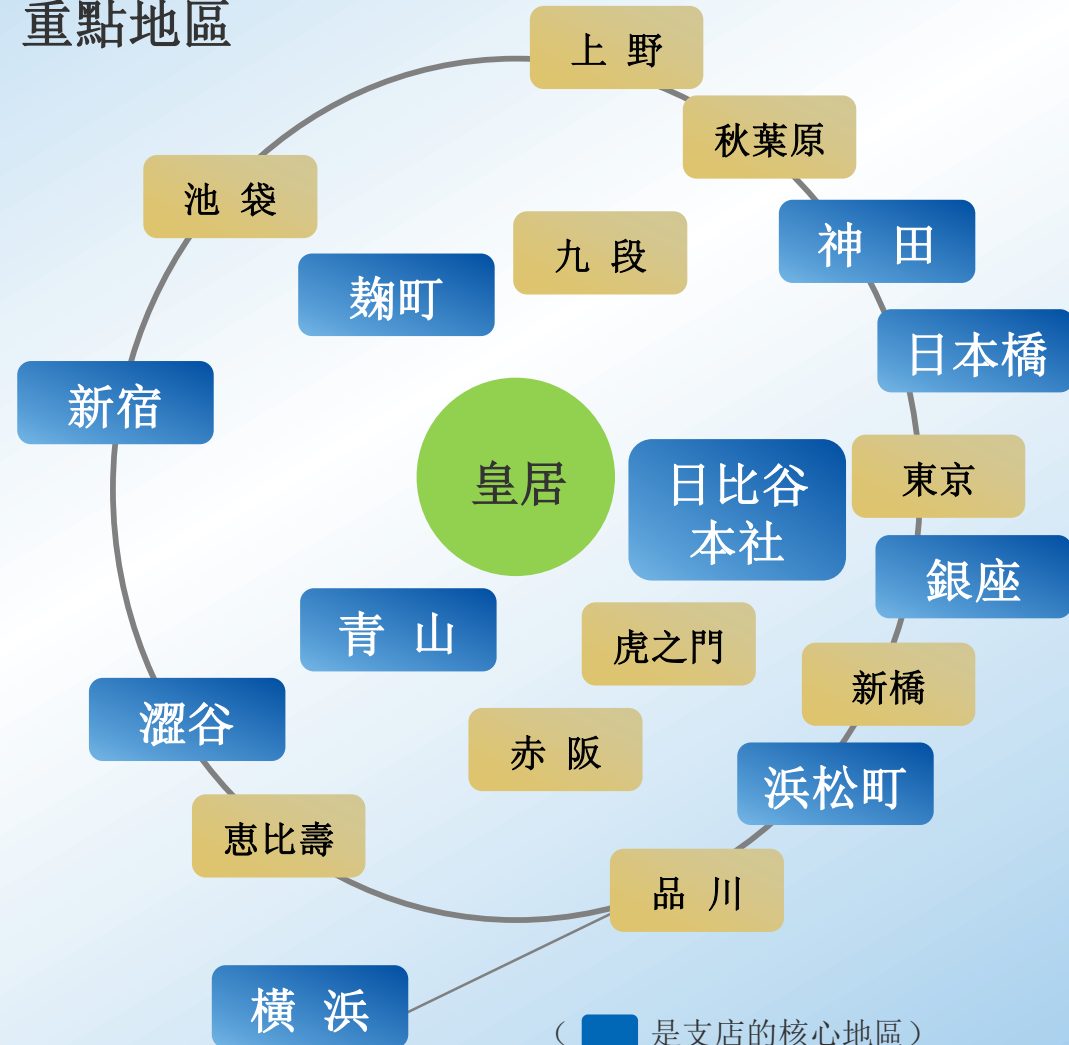 重點地區
上 野
秋葉原
池 袋
九 段
神 田
麹町
日本橋
新宿
皇居
日比谷
本社
東京
銀座
青 山
虎之門
新橋
澀谷
赤 阪
浜松町
恵比壽
品 川
橫 浜
（ 是支店的核心地區）